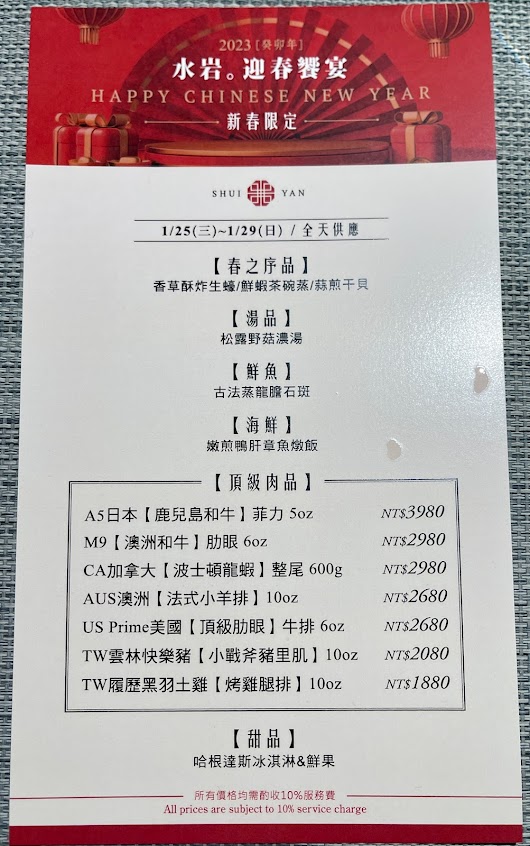 2023 [癸卯年]
水岩。迎春饗宴
HAPPY CHINESE NEW YEAR
新春限定
SHUI YAN
1/25(三)~1/29(日) / 全天供應
【春之序品】
香草酥炸生蠔/鮮蝦茶碗蒸/蒜煎干貝
【湯品】
松露野菇濃湯
【鮮魚】
古法蒸龍膽石斑
【海鮮】
嫩煎鴨肝章魚燉飯
【頂級肉品】
A5日本【鹿兒島和牛】菲力 5oz NT$3980
M9【澳洲和牛】肋眼 6oz NT$2980
CA加拿大【波士頓龍蝦】整尾 600g NT$2980
AUS澳洲【法式小羊排】10oz NT$2680
US Prime美國【頂級肋眼】牛排 6oz NT$2680
TW雲林快樂豬【小戰斧豬里肌】10oz NT$2080
TW履歷黑羽土雞【烤雞腿排】10oz NT$1880
【甜品】
哈根達斯冰淇淋&鮮果
所有價格均需酌收10%服務費
All prices are subject to 10% service charge